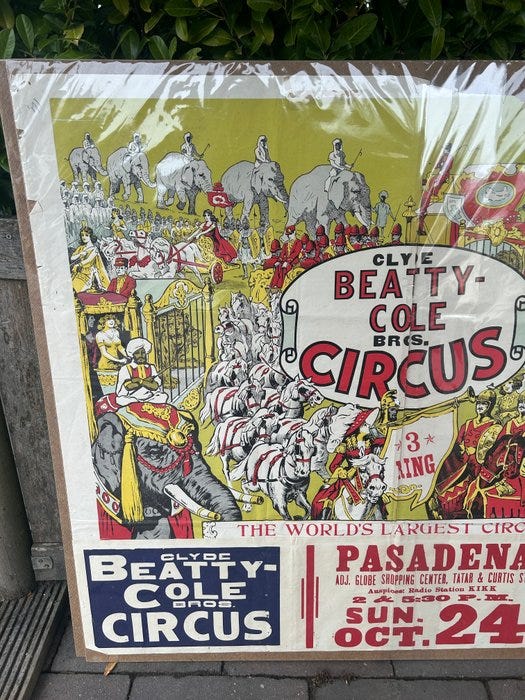 CLYDE
BEATTY-
COLE
BROS.
CIRCUS
3
RING
THE WORLD'S LARGEST CIRC
CLYDE
BEATTY-
COLE
BROS.
CIRCUS
PASADENA
ADJ. GLOBE SHOPPING CENTER, TATAR & CURTIS S
Auspices: Radio Station KIKK
2 & 5:30 P. M.
SUN.
OCT. 24